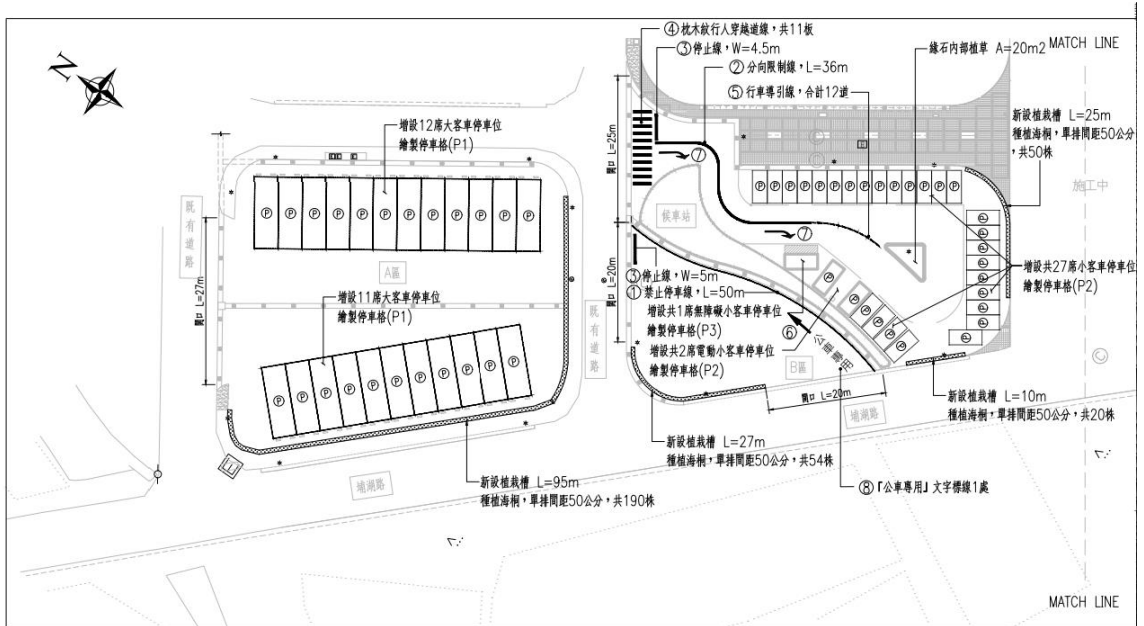 N
MATCH LINE
④枕木紋行人穿越道線，共11板
③停止線，W=4.5m
②分向限制線，L=36m
⑤行車導引線，合計12道
緣石內部植草 A=20m2
新設植栽槽 L=25m
種植海桐，單排間距50公分
，共50株
施工中
增設12席大客車停車位
繪製停車格(P1)
開口 L=25m
⑦
候車站
既有道路
開口 L=27m
A區
增設11席大客車停車位
繪製停車格(P1)
開口 L=20m
⑦
③停止線，W=5m
①禁止停車線，L=50m
增設共1席無障礙小客車停車位
繪製停車格(P3)
增設共2席電動小客車停車位
繪製停車格(P2)
⑥
增設共27席小客車停車位
繪製停車格(P2)
既有道路
B區
公車專用
開口 L=20m
埔湖路
新設植栽槽 L=10m
種植海桐，單排間距50公分，共20株
新設植栽槽 L=27m
種植海桐，單排間距50公分，共54株
埔湖路
新設植栽槽 L=95m
種植海桐，單排間距50公分，共190株
⑧「公車專用」文字標線1處
MATCH LINE